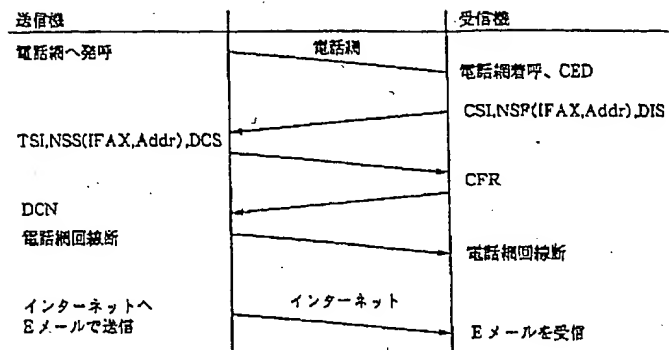 送信機
受信機
電話網へ発呼
電話網
電話網着呼、CED
CSI,NSF(IFAX,Addr),DIS
TSI,NSS(IFAX,Addr),DCS
CFR
DCN
電話網回線断
電話網回線断
インターネットへ
Eメールで送信
インターネット
Eメールを受信